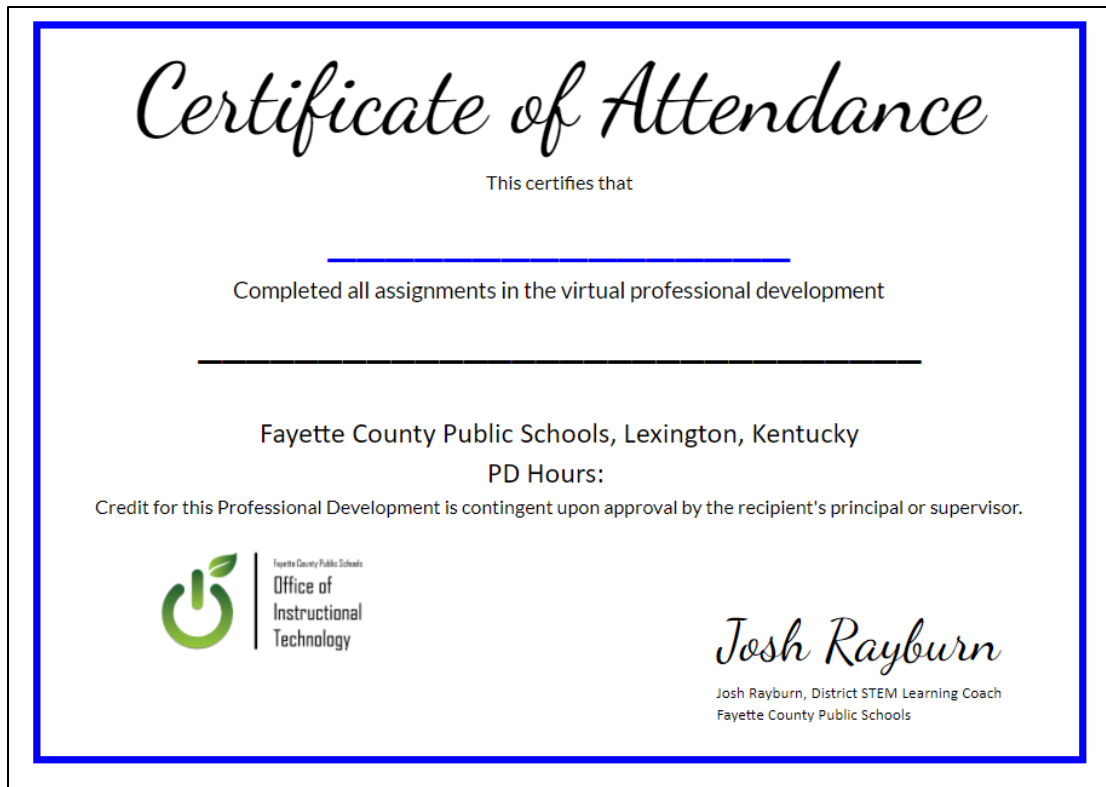 Certificate of Attendance
This certifies that
Completed all assignments in the virtual professional development
Fayette County Public Schools, Lexington, Kentucky
PD Hours:
Credit for this Professional Development is contingent upon approval by the recipient's principal or supervisor.
Fayette County Public Schools
Office of
Instructional
Technology
Josh Rayburn
Josh Rayburn, District STEM Learning Coach
Fayette County Public Schools